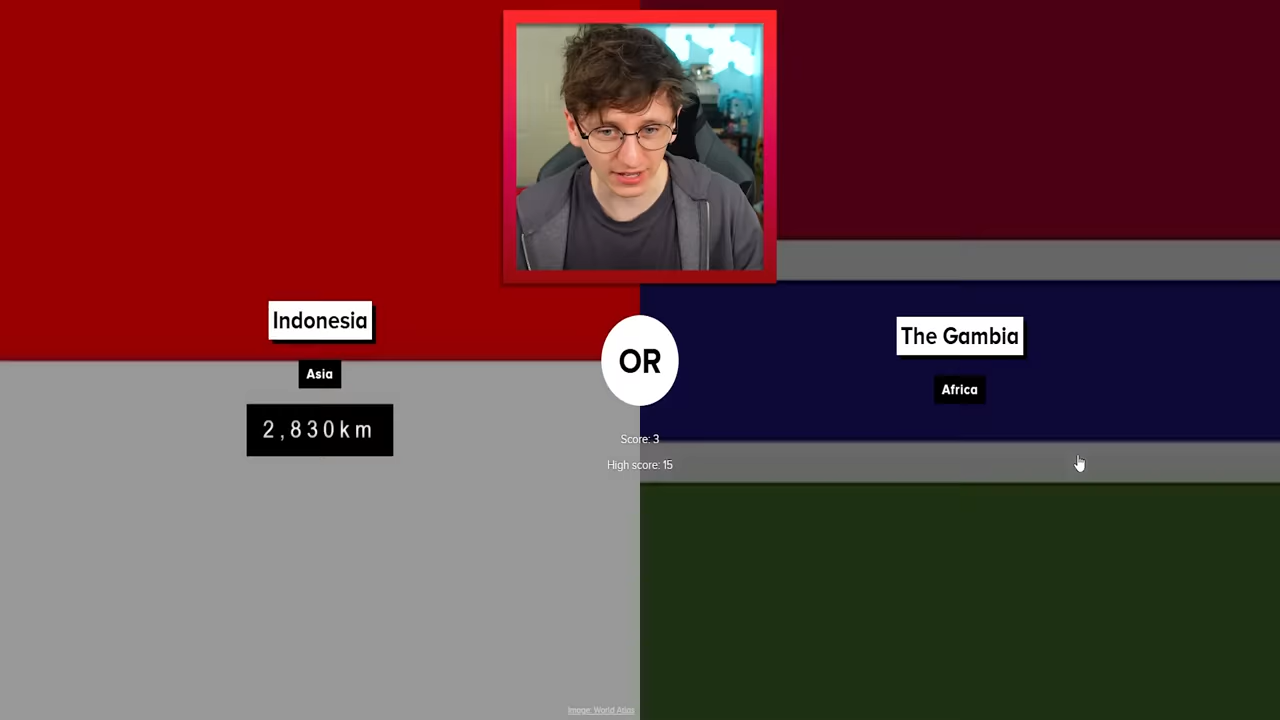 Indonesia
Asia
2,830km
OR
Score: 3
High score: 15
The Gambia
Africa
Image: World Atlas